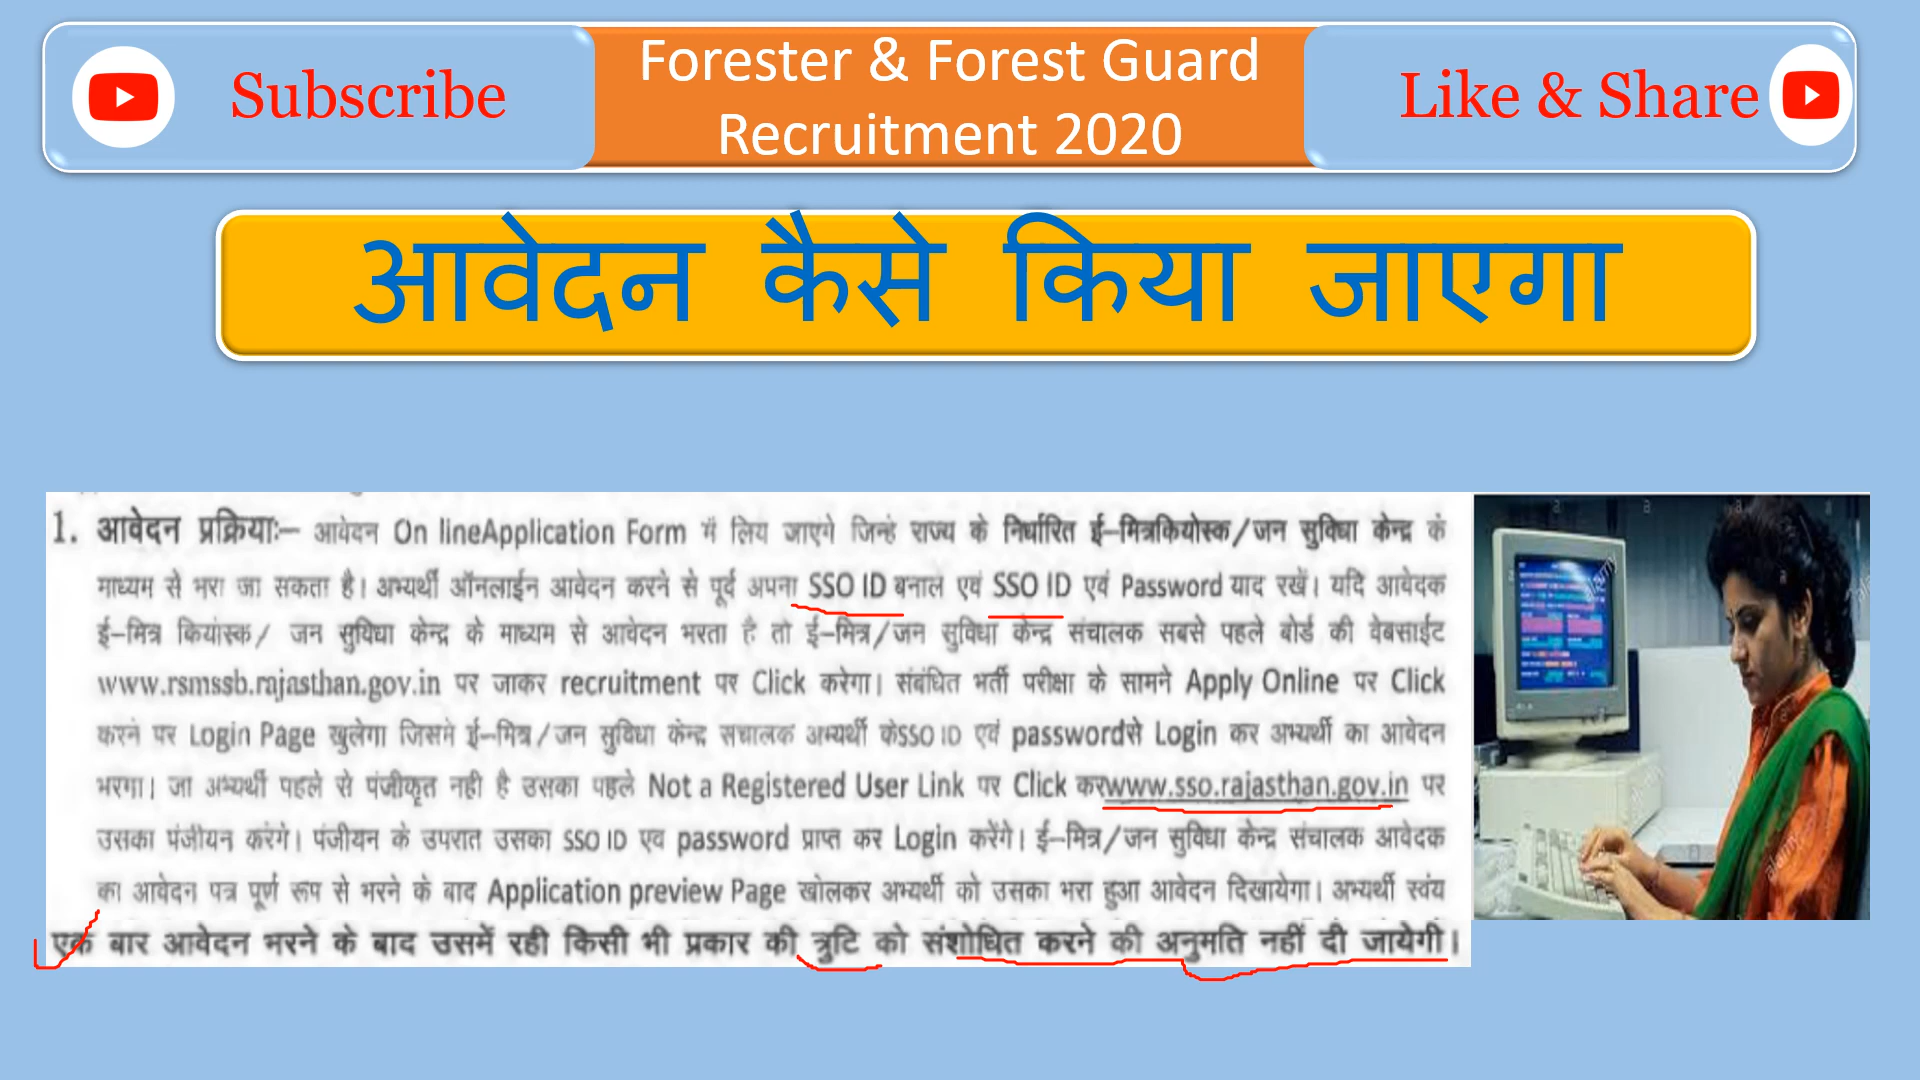 Subscribe
Forester & Forest Guard
Recruitment 2020
Like & Share
आवेदन कैसे किया जाएगा
1. आवेदन प्रक्रियाः– आवेदन On lineApplication Form में लिय जाएंगे जिन्हे राज्य के निर्धारित ई–मित्रकियोस्क/जन सुविधा केन्द्र के
माध्यम से भरा जा सकता है। अभ्यर्थी ऑनलाईन आवेदन करने से पूर्व अपना SSO ID बनाले एवं SSO ID एवं Password याद रखें। यदि आवेदक
ई–मित्र कियोस्क/ जन सुविधा केन्द्र के माध्यम से आवेदन भरता है तो ई–मित्र/जन सुविधा केन्द्र संचालक सबसे पहले बोर्ड की वेबसाईट
www.rsmssb.rajasthan.gov.in पर जाकर recruitment पर Click करेगा। संबंधित भर्ती परीक्षा के सामने Apply Online पर Click
करने पर Login Page खुलेगा जिसमे ई–मित्र/जन सुविधा केन्द्र संचालक अभ्यर्थी केSSO ID एवं passwordसे Login कर अभ्यर्थी का आवेदन
भरेगा। जो अभ्यर्थी पहले से पंजीकृत नही है उसका पहले Not a Registered User Link पर Click करwww.sso.rajasthan.gov.in पर
उसका पंजीयन करेंगे। पंजीयन के उपरांत उसका SSO ID एवं password प्राप्त कर Login करेंगे। ई–मित्र/जन सुविधा केन्द्र संचालक आवेदक
का आवेदन पत्र पूर्ण रूप से भरने के बाद Application preview Page खोलकर अभ्यर्थी को उसका भरा हुआ आवेदन दिखायेगा। अभ्यर्थी स्वंय
एक बार आवेदन भरने के बाद उसमें रही किसी भी प्रकार की त्रुटि को संशोधित करने की अनुमति नहीं दी जायेगी।
alamy
alamy